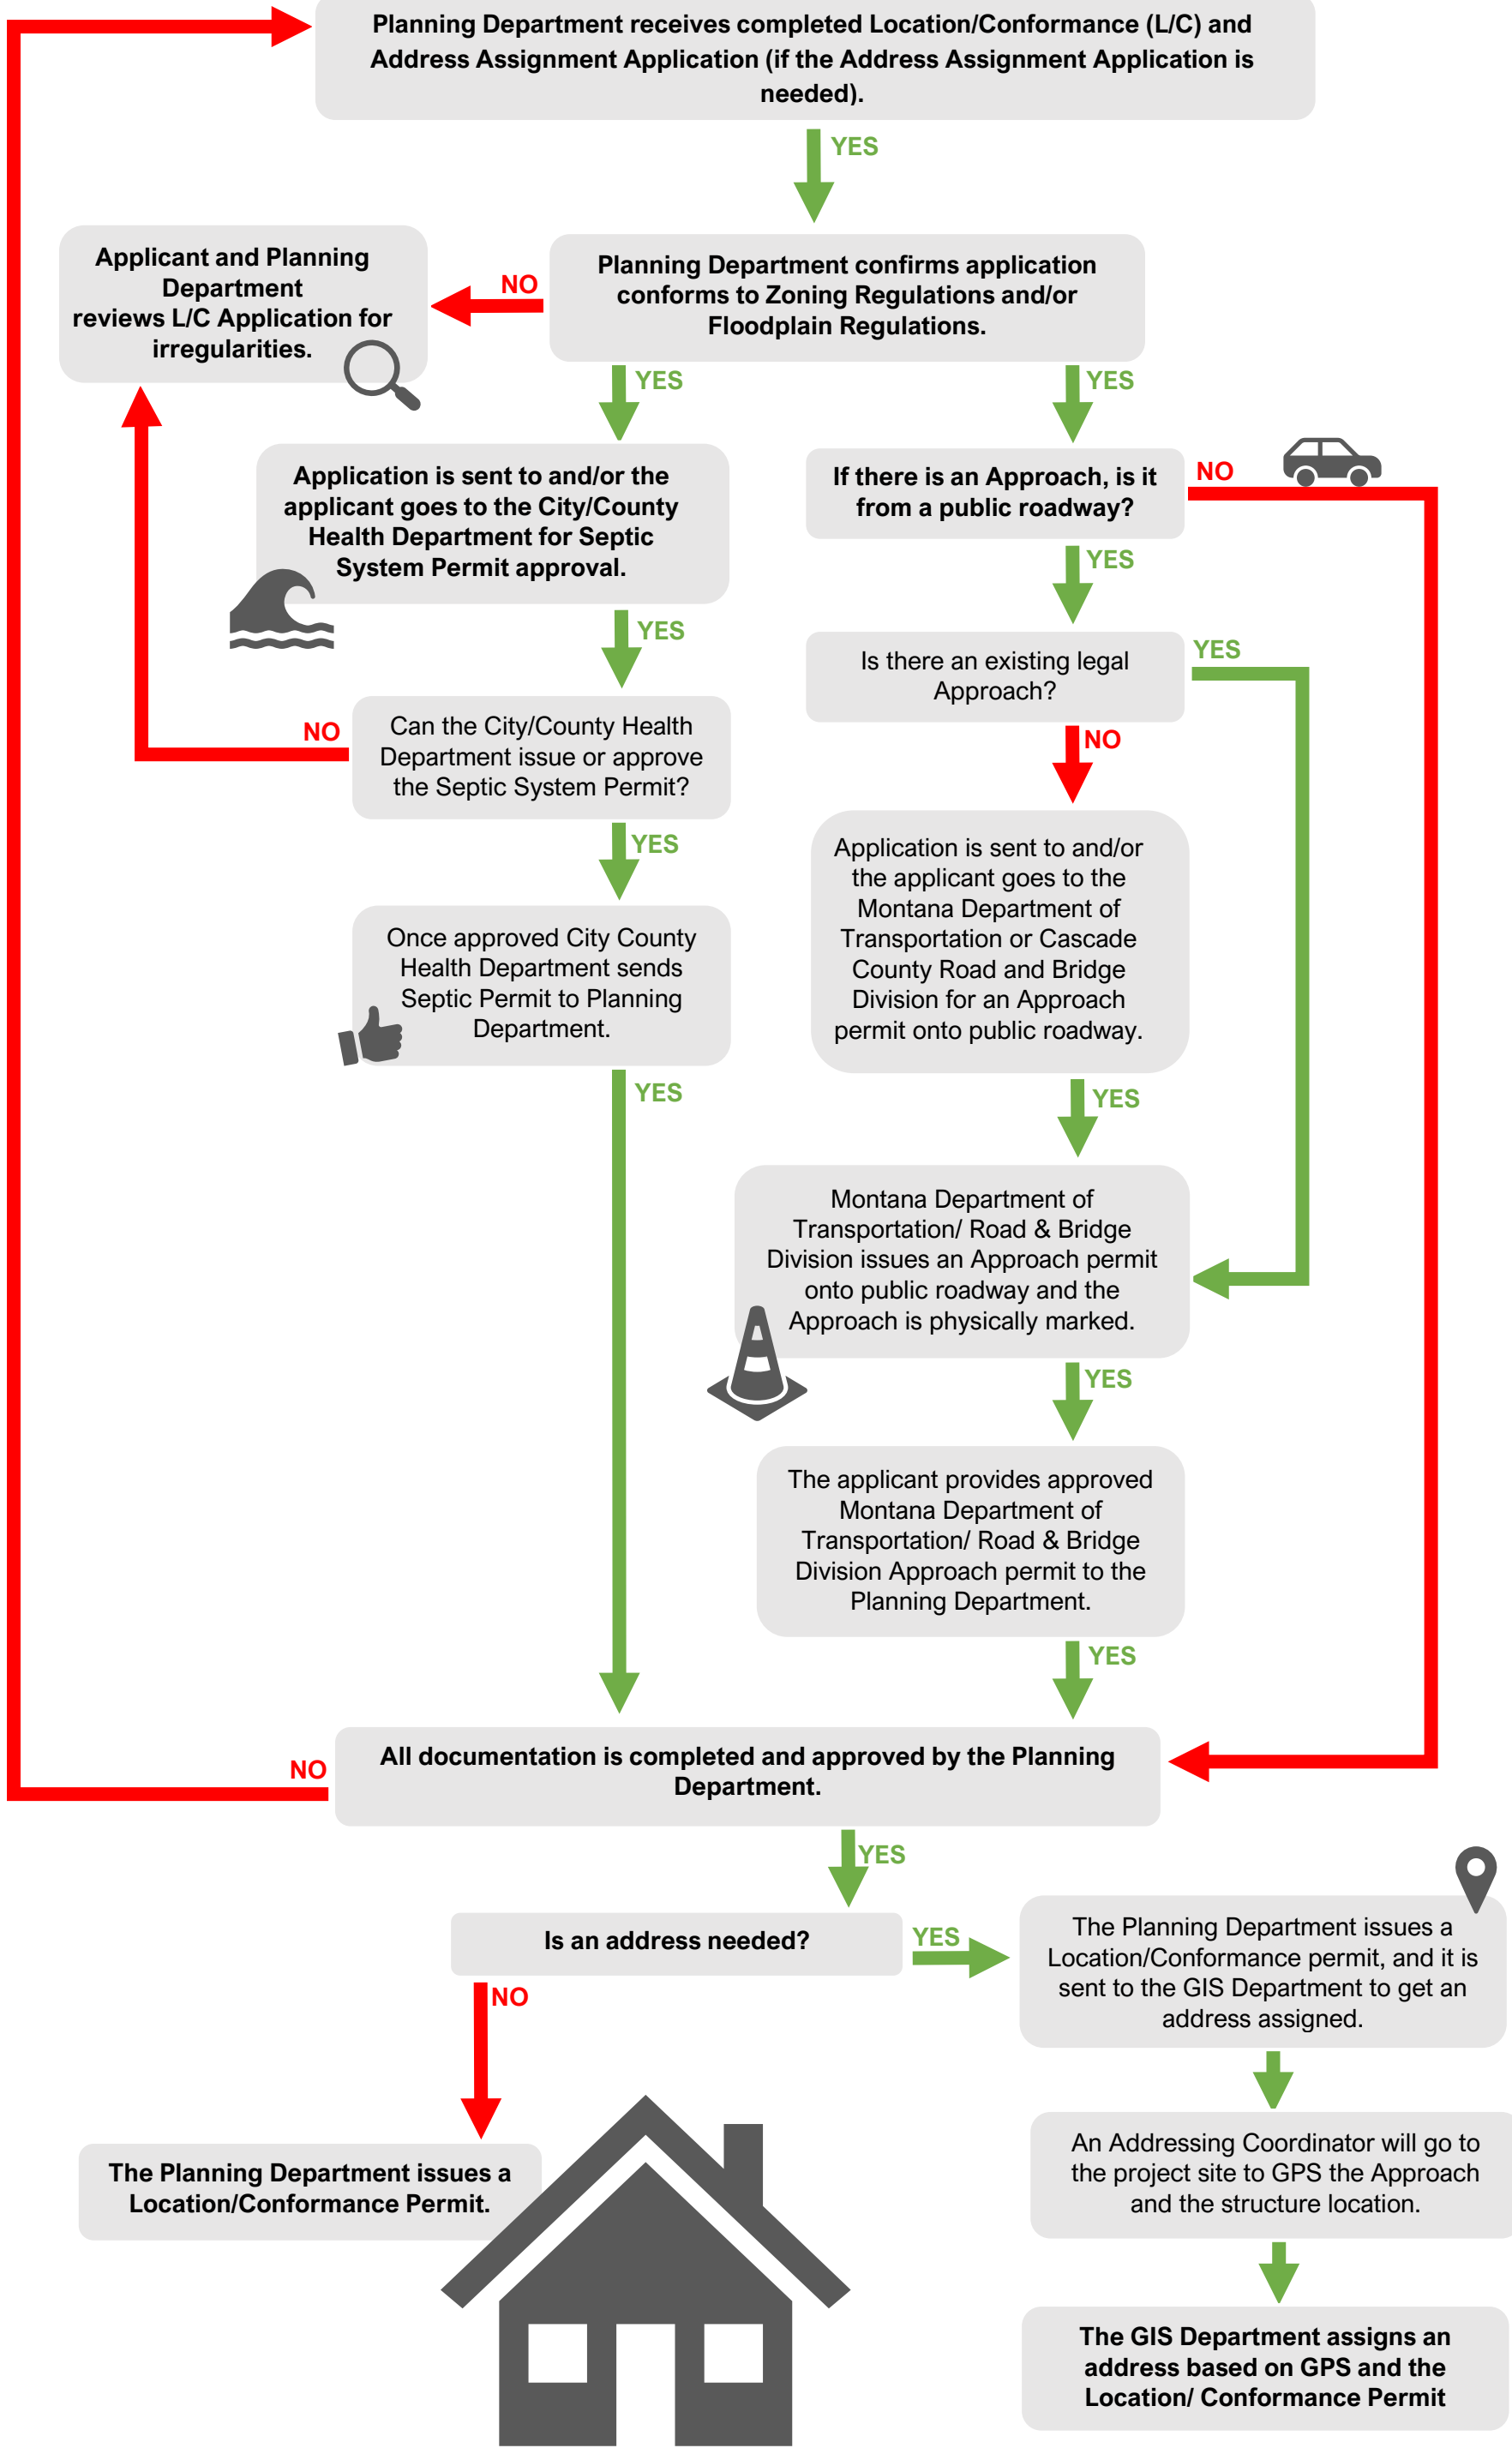 Planning Department receives completed Location/Conformance (L/C) and
Address Assignment Application (if the Address Assignment Application is
needed).
YES
Applicant and Planning
Department
reviews L/C Application for
irregularities.
NO
Planning Department confirms application
conforms to Zoning Regulations and/or
Floodplain Regulations.
YES
YES
Application is sent to and/or the
applicant goes to the City/County
Health Department for Septic
System Permit approval.
If there is an Approach, is it
from a public roadway?
NO
YES
YES
Is there an existing legal
Approach?
YES
NO
Can the City/County Health
Department issue or approve
the Septic System Permit?
NO
YES
Application is sent to and/or
the applicant goes to the
Montana Department of
Transportation or Cascade
County Road and Bridge
Division for an Approach
permit onto public roadway.
Once approved City County
Health Department sends
Septic Permit to Planning
Department.
YES
YES
Montana Department of
Transportation/ Road & Bridge
Division issues an Approach permit
onto public roadway and the
Approach is physically marked.
YES
The applicant provides approved
Montana Department of
Transportation/ Road & Bridge
Division Approach permit to the
Planning Department.
YES
NO
All documentation is completed and approved by the Planning
Department.
YES
Is an address needed?
YES
The Planning Department issues a
Location/Conformance permit, and it is
sent to the GIS Department to get an
address assigned.
NO
The Planning Department issues a
Location/Conformance Permit.
An Addressing Coordinator will go to
the project site to GPS the Approach
and the structure location.
The GIS Department assigns an
address based on GPS and the
Location/ Conformance Permit